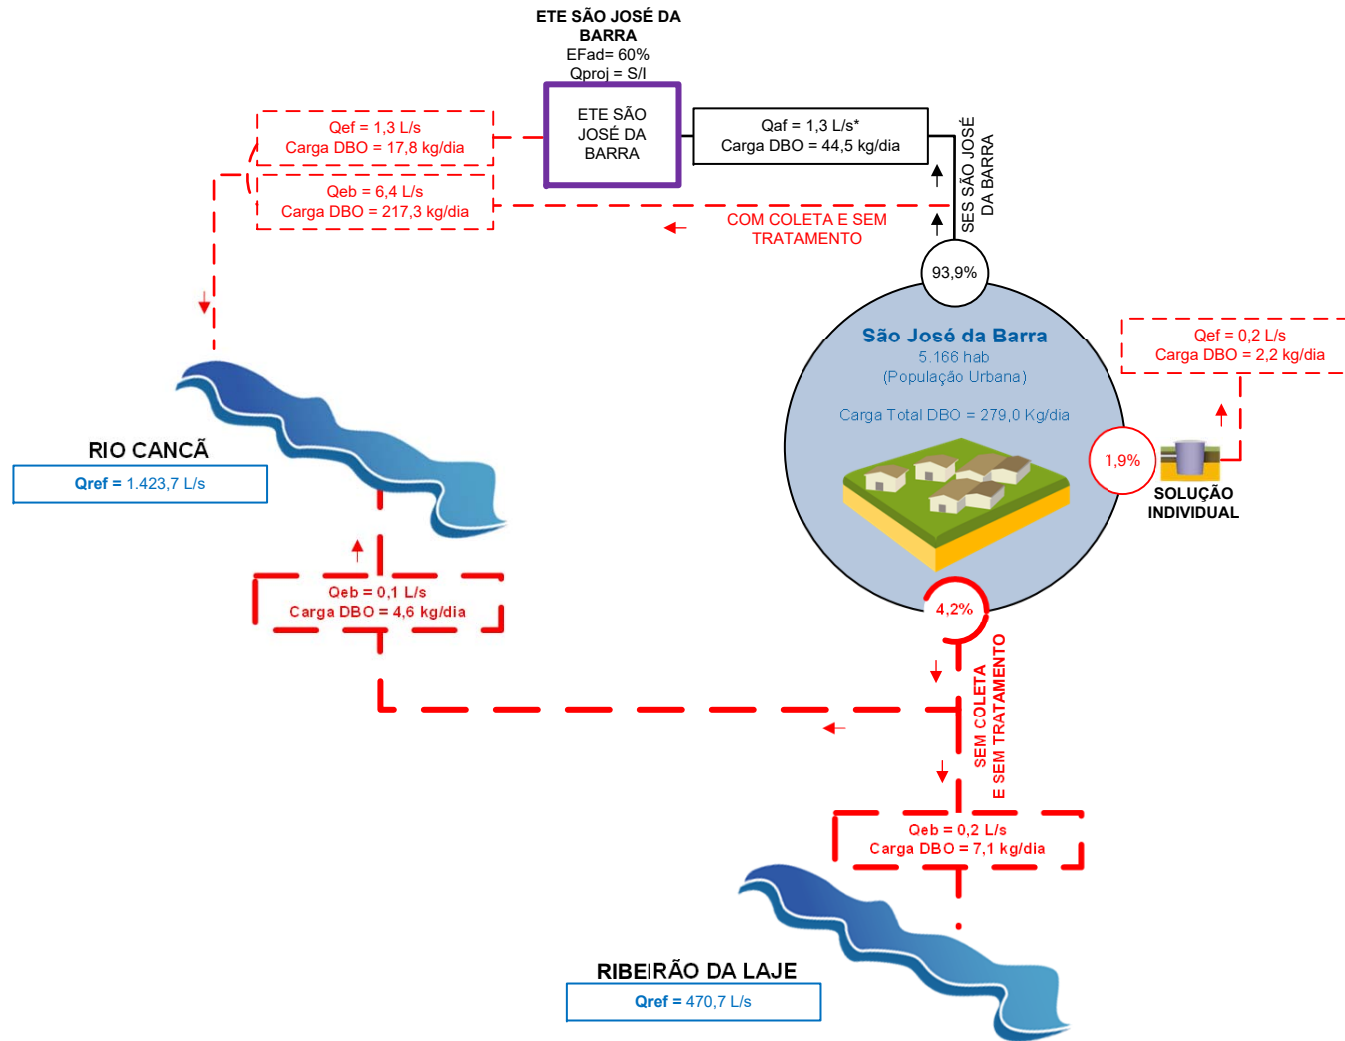 ETE SÃO JOSÉ DA
BARRA
EFad= 60%
Qproj = S/I
ETE SÃO
JOSÉ DA
BARRA
Qaf = 1,3 L/s*
Carga DBO = 44,5 kg/dia
Qef = 1,3 L/s
Carga DBO = 17,8 kg/dia
Qeb = 6,4 L/s
Carga DBO = 217,3 kg/dia
COM COLETA E SEM
TRATAMENTO
SES SÃO JOSÉ
DA BARRA
93,9%
São José da Barra
5.166 hab
(População Urbana)
Carga Total DBO = 279,0 Kg/dia
Qef = 0,2 L/s
Carga DBO = 2,2 kg/dia
1,9%
SOLUÇÃO
INDIVIDUAL
RIO CANCÃ
Qref = 1.423,7 L/s
Qeb = 0,1 L/s
Carga DBO = 4,6 kg/dia
4,2%
SEM COLETA
E SEM TRATAMENTO
Qeb = 0,2 L/s
Carga DBO = 7,1 kg/dia
RIBEIRÃO DA LAJE
Qref = 470,7 L/s